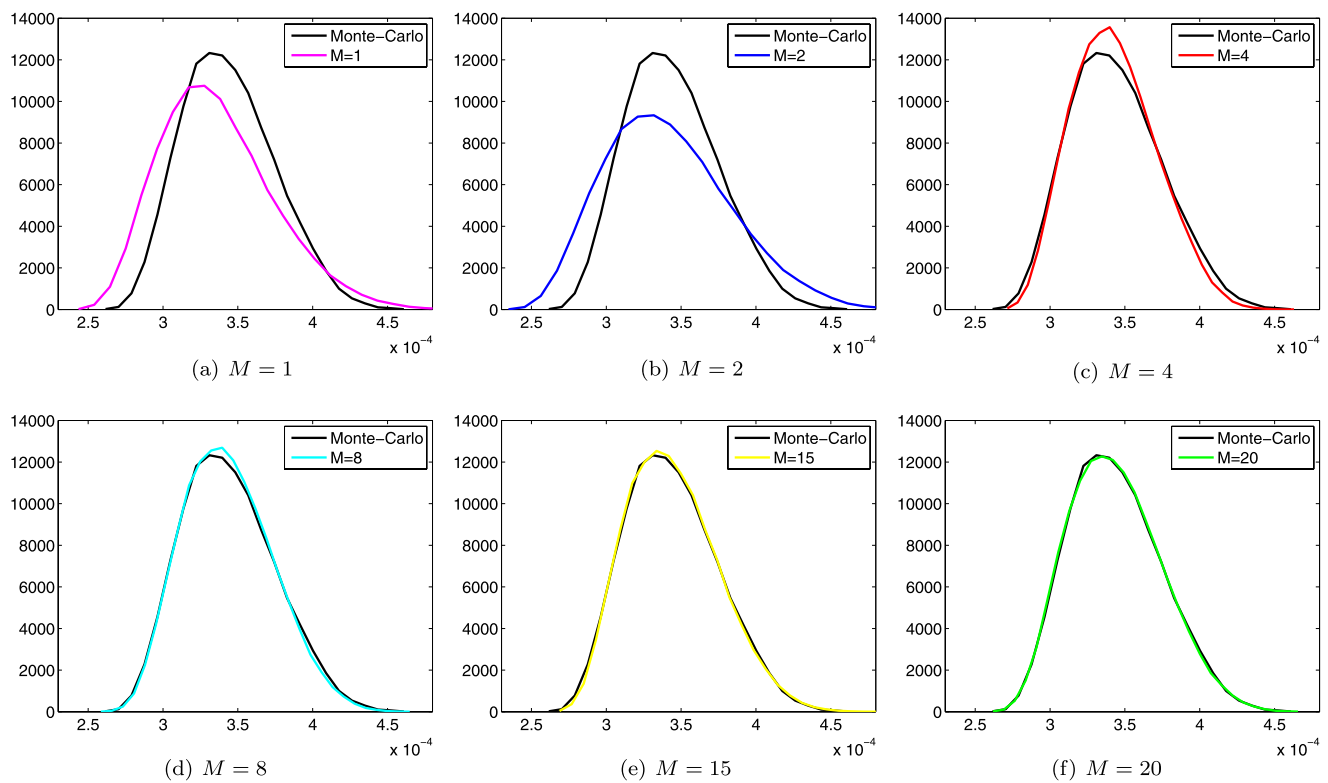 14000
12000
10000
8000
6000
4000
2000
0
2.5 3 3.5 4 4.5
x 10⁻⁴
Monte-Carlo
M=1
(a) M = 1
14000
12000
10000
8000
6000
4000
2000
0
2.5 3 3.5 4 4.5
x 10⁻⁴
Monte-Carlo
M=2
(b) M = 2
14000
12000
10000
8000
6000
4000
2000
0
2.5 3 3.5 4 4.5
x 10⁻⁴
Monte-Carlo
M=4
(c) M = 4
14000
12000
10000
8000
6000
4000
2000
0
2.5 3 3.5 4 4.5
x 10⁻⁴
Monte-Carlo
M=8
(d) M = 8
14000
12000
10000
8000
6000
4000
2000
0
2.5 3 3.5 4 4.5
x 10⁻⁴
Monte-Carlo
M=15
(e) M = 15
14000
12000
10000
8000
6000
4000
2000
0
2.5 3 3.5 4 4.5
x 10⁻⁴
Monte-Carlo
M=20
(f) M = 20